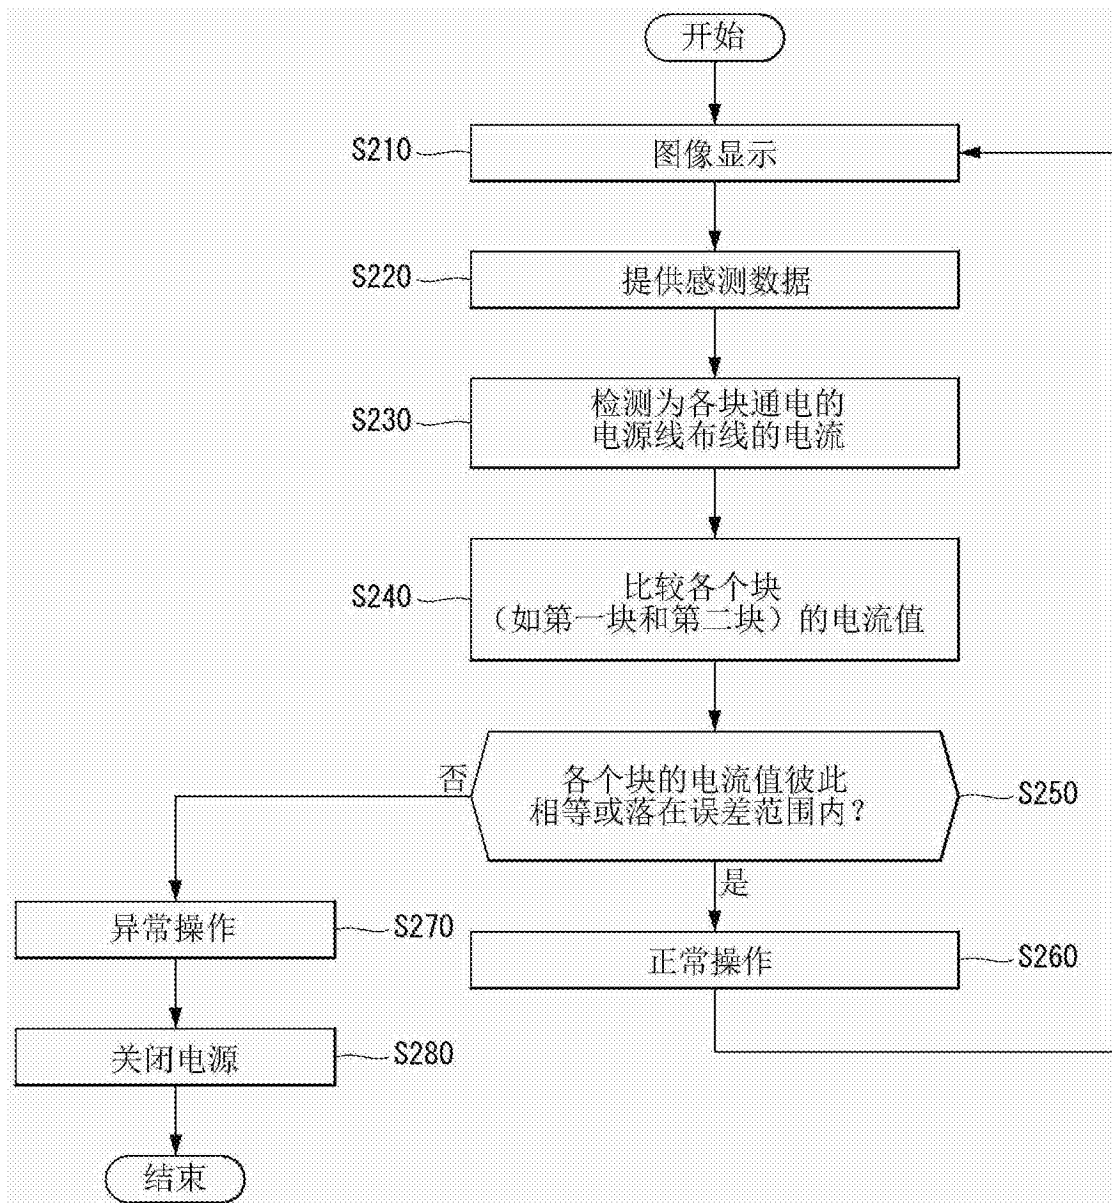 开始
S210
图像显示
S220
提供感测数据
S230
检测为各块通电的
电源线布线的电流
S240
比较各个块
（如第一块和第二块）的电流值
否
各个块的电流值彼此
相等或落在误差范围内?
S250
是
异常操作
S270
正常操作
S260
关闭电源
S280
结束